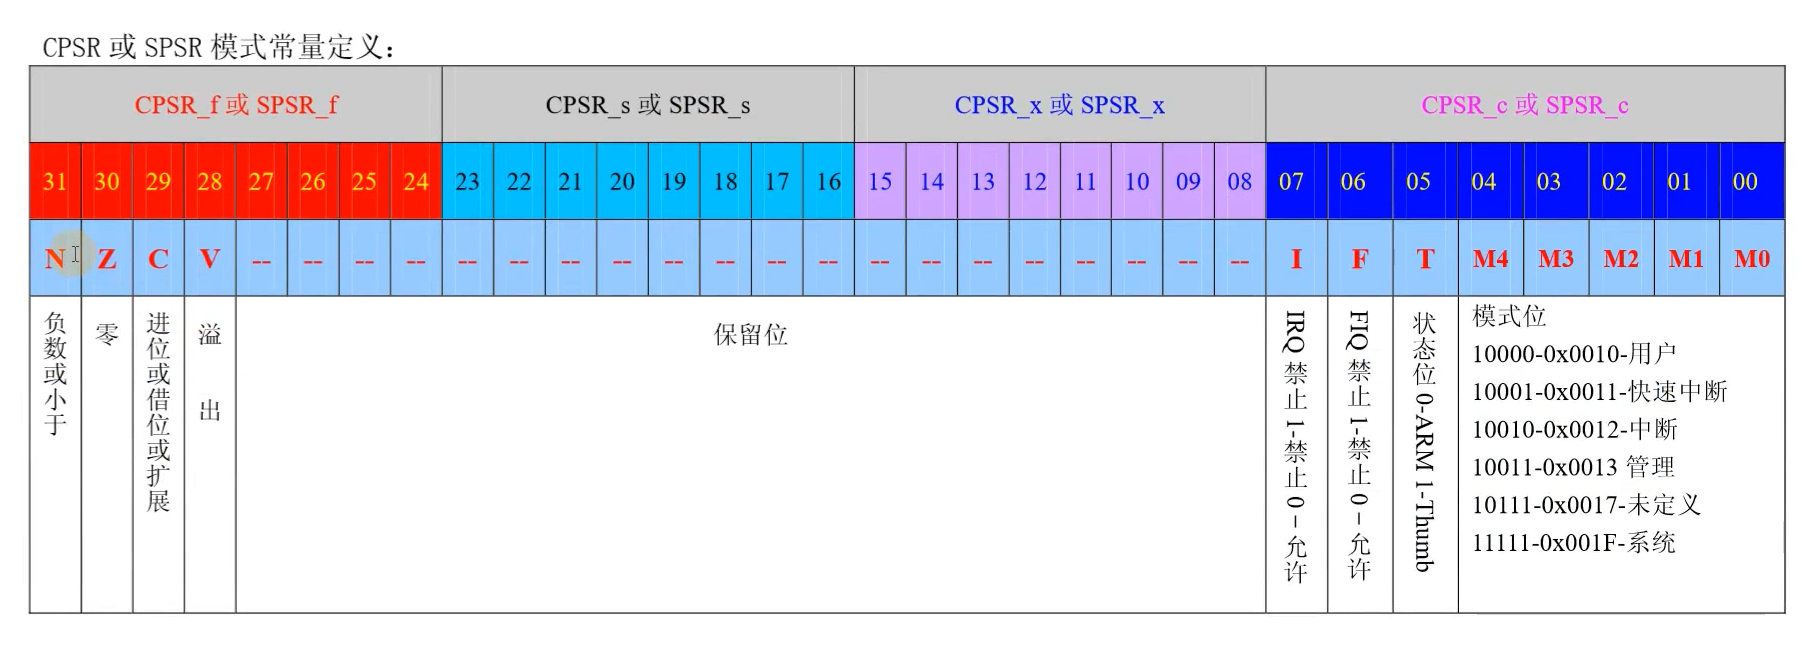 CPSR 或 SPSR 模式常量定义：
CPSR_f 或 SPSR_f CPSR_s 或 SPSR_s CPSR_x 或 SPSR_x CPSR_c 或 SPSR_c
31 30 29 28 27 26 25 24 23 22 21 20 19 18 17 16 15 14 13 12 11 10 09 08 07 06 05 04 03 02 01 00
N Z C V -- -- -- -- -- -- -- -- -- -- -- -- -- -- -- -- -- -- -- -- I F T M4 M3 M2 M1 M0
负数或小于
零
进位或借位或扩展
溢出
保留位
IRQ 禁止 1-禁止 0－允许
FIQ 禁止 1-禁止 0－允许
状态位 0-ARM 1-Thumb
模式位
10000-0x0010-用户
10001-0x0011-快速中断
10010-0x0012-中断
10011-0x0013 管理
10111-0x0017-未定义
11111-0x001F-系统